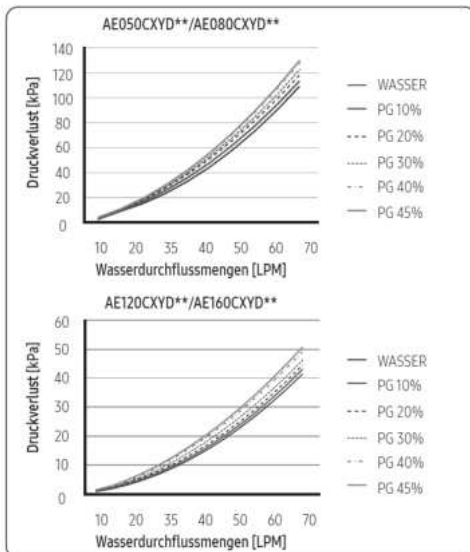 AE050CXYD**/AE080CXYD**
Druckverlust [kPa]
140
120
100
80
60
40
20
0
10 20 35 40 50 60 70
Wasserdurchflussmengen [LPM]
WASSER
PG 10%
PG 20%
PG 30%
PG 40%
PG 45%
AE120CXYD**/AE160CXYD**
Druckverlust [kPa]
60
50
40
30
20
10
0
10 20 35 40 50 60 70
Wasserdurchflussmengen [LPM]
WASSER
PG 10%
PG 20%
PG 30%
PG 40%
PG 45%